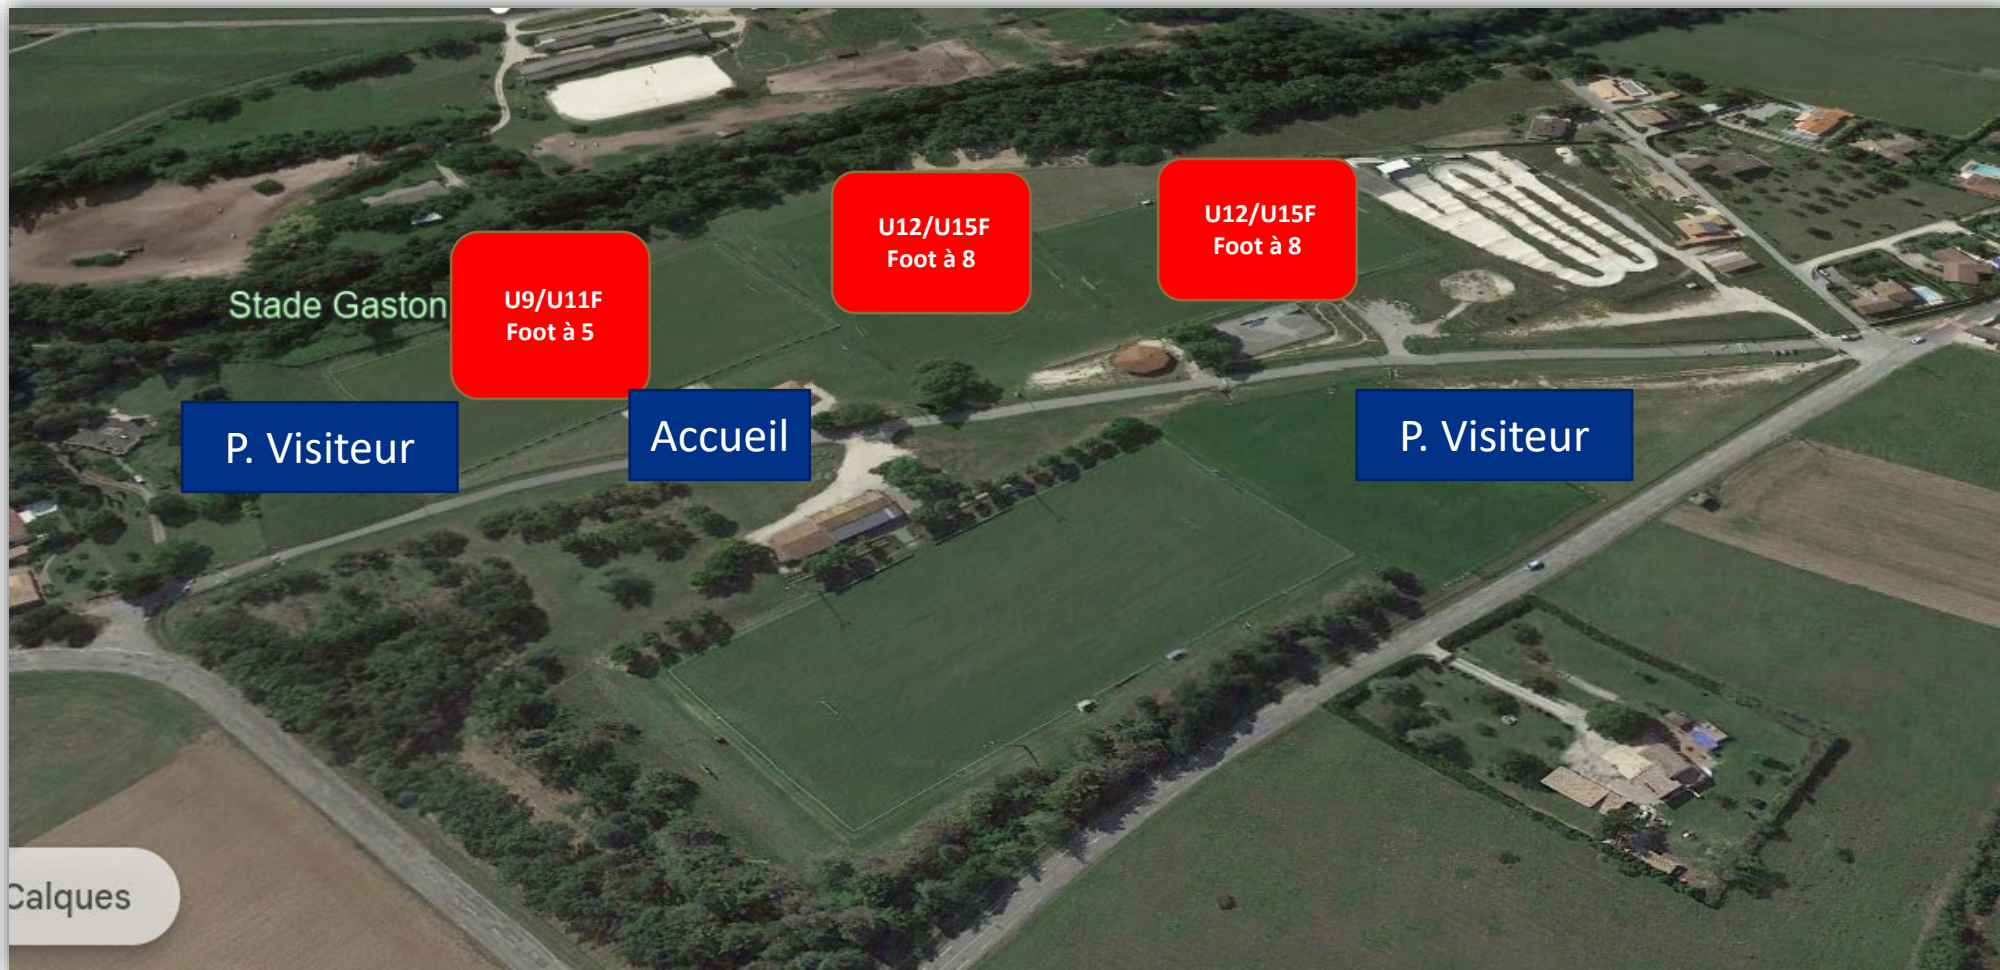 U12/U15F
Foot à 8
U12/U15F
Foot à 8
U9/U11F
Foot à 5
Stade Gaston
P. Visiteur
Accueil
P. Visiteur
Calques